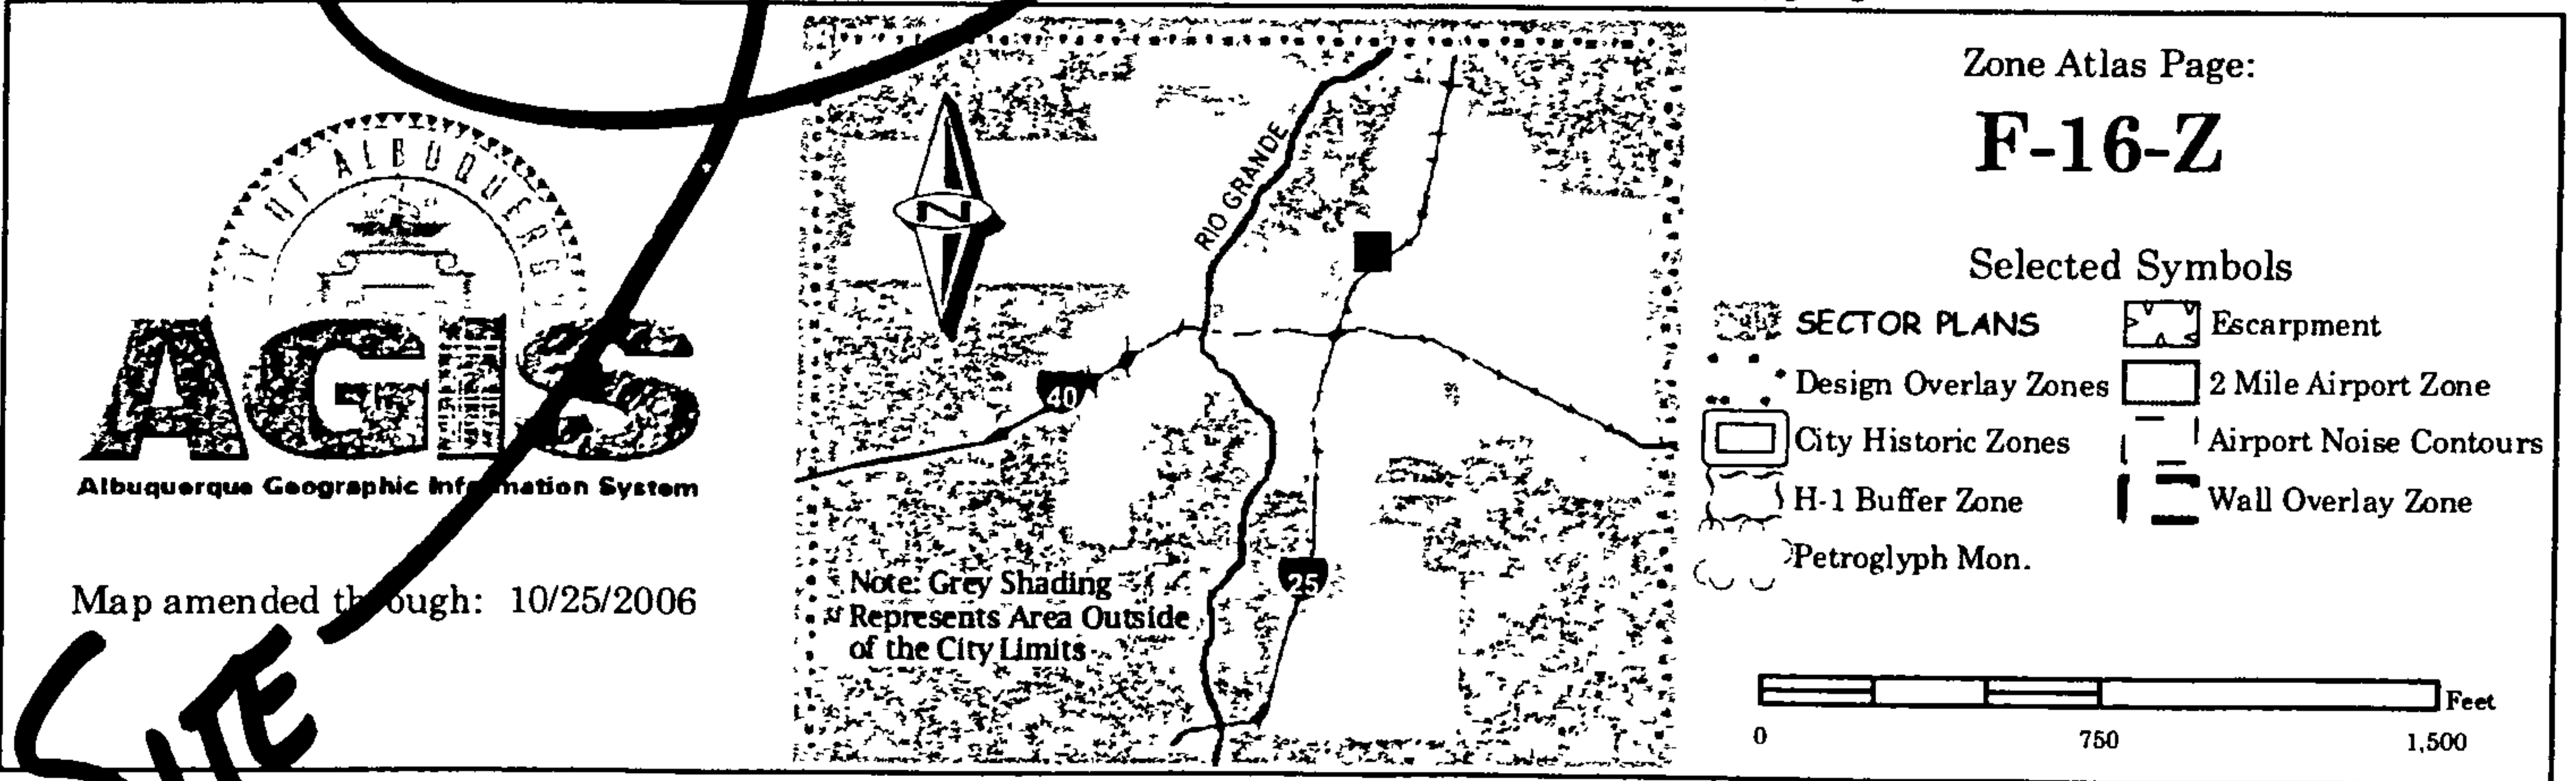 ALBUQUERQUE
AGIS
Albuquerque Geographic Information System
Map amended through: 10/25/2006
SITE
N
RIO GRANDE
40
25
Note: Grey Shading
Represents Area Outside
of the City Limits
Zone Atlas Page:
F-16-Z
Selected Symbols
SECTOR PLANS
Design Overlay Zones
City Historic Zones
H-1 Buffer Zone
Petroglyph Mon.
Escarpment
2 Mile Airport Zone
Airport Noise Contours
Wall Overlay Zone
Feet
0 750 1,500